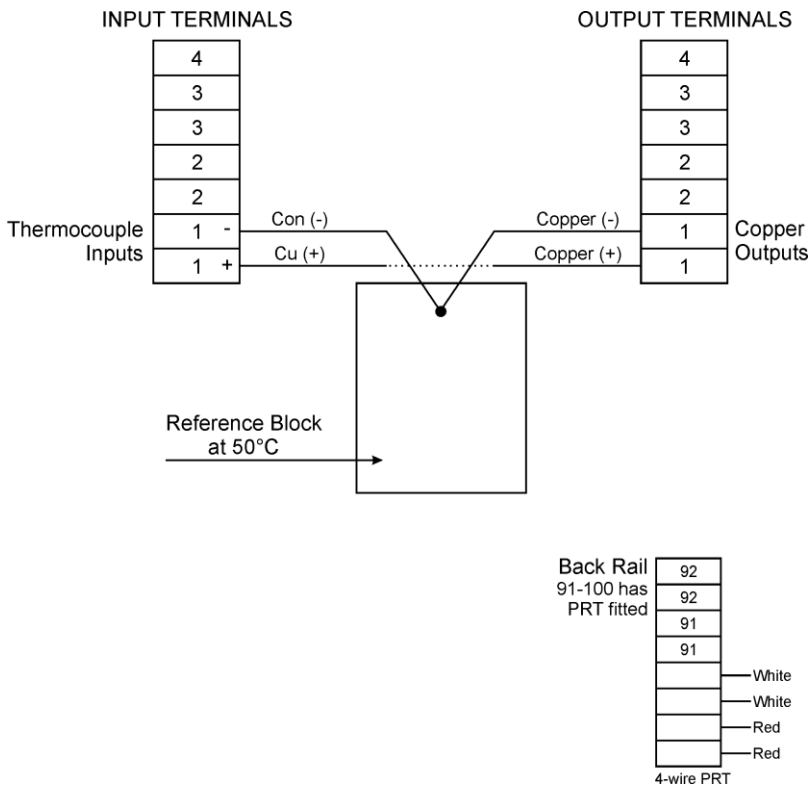 INPUT TERMINALS
OUTPUT TERMINALS
4
3
3
2
2
1 -
1 +
Thermocouple
Inputs
Con (-)
Cu (+)
Copper (-)
Copper (+)
4
3
3
2
2
1
1
Copper
Outputs
Reference Block
at 50°C
Back Rail
91-100 has
PRT fitted
92
92
91
91
White
White
Red
Red
4-wire PRT